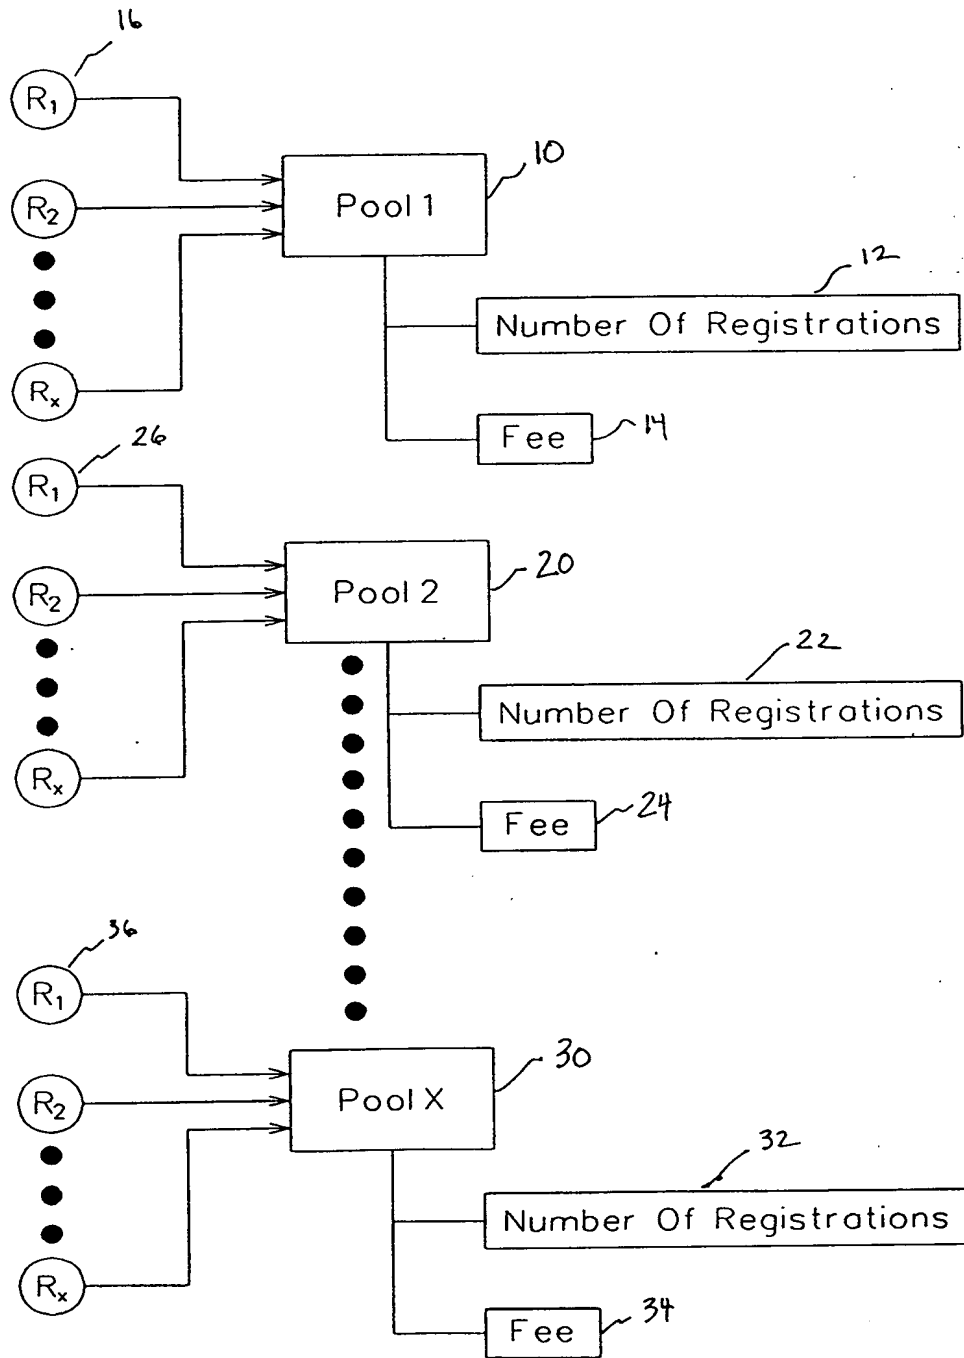 16
R1
10
Pool 1
R2
12
Number Of Registrations
Rx
Fee
14
26
R1
20
Pool 2
R2
22
Number Of Registrations
Rx
Fee
24
36
R1
30
Pool X
R2
32
Number Of Registrations
Rx
Fee
34